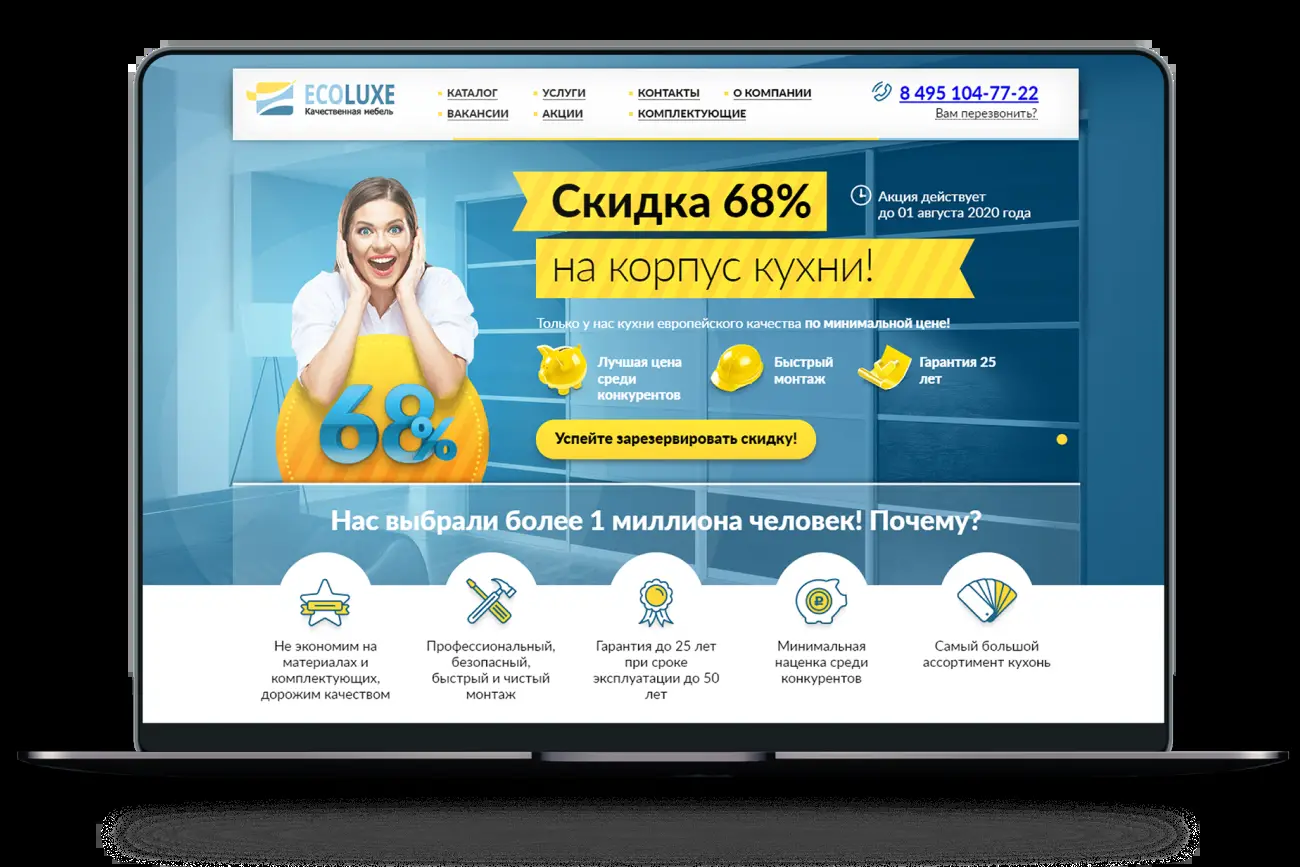 ECOLUXE
Качественная мебель
КАТАЛОГ
УСЛУГИ
КОНТАКТЫ
О КОМПАНИИ
ВАКАНСИИ
АКЦИИ
КОМПЛЕКТУЮЩИЕ
8 495 104-77-22
Вам перезвонить?
Скидка 68%
на корпус кухни!
Акция действует
до 01 августа 2020 года
Только у нас кухни европейского качества по минимальной цене!
Лучшая цена
среди
конкурентов
Быстрый
монтаж
Гарантия 25
лет
68%
Успейте зарезервировать скидку!
Нас выбрали более 1 миллиона человек! Почему?
Не экономим на
материалах и
комплектующих,
дорожим качеством
Профессиональный,
безопасный,
быстрый и чистый
монтаж
Гарантия до 25 лет
при сроке
эксплуатации до 50
лет
₽
Минимальная
наценка среди
конкурентов
Самый большой
ассортимент кухонь